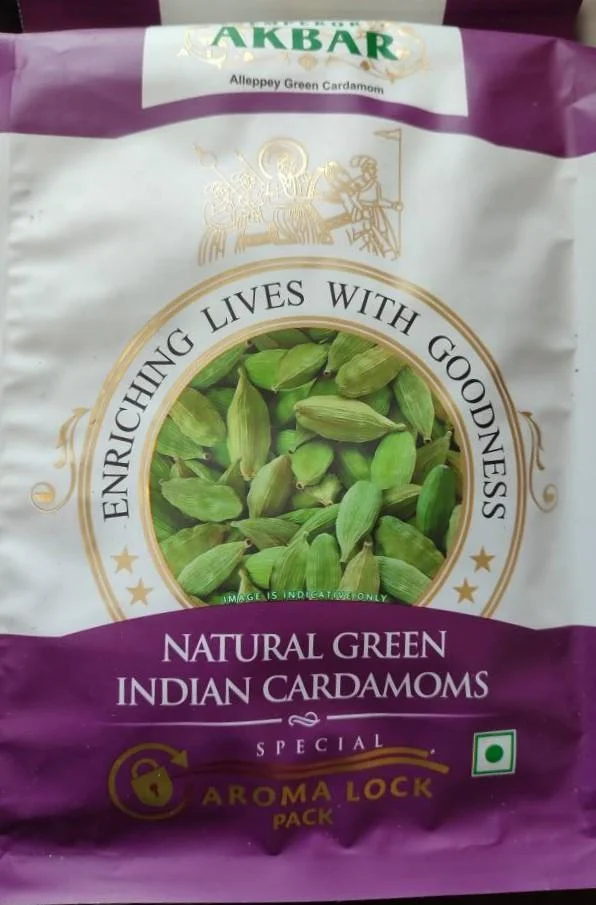 EMPEROR
AKBAR
Alleppey Green Cardamom
ENRICHING LIVES WITH GOODNESS
IMAGE IS INDICATIVE ONLY
NATURAL GREEN
INDIAN CARDAMOMS
SPECIAL
AROMA LOCK
PACK